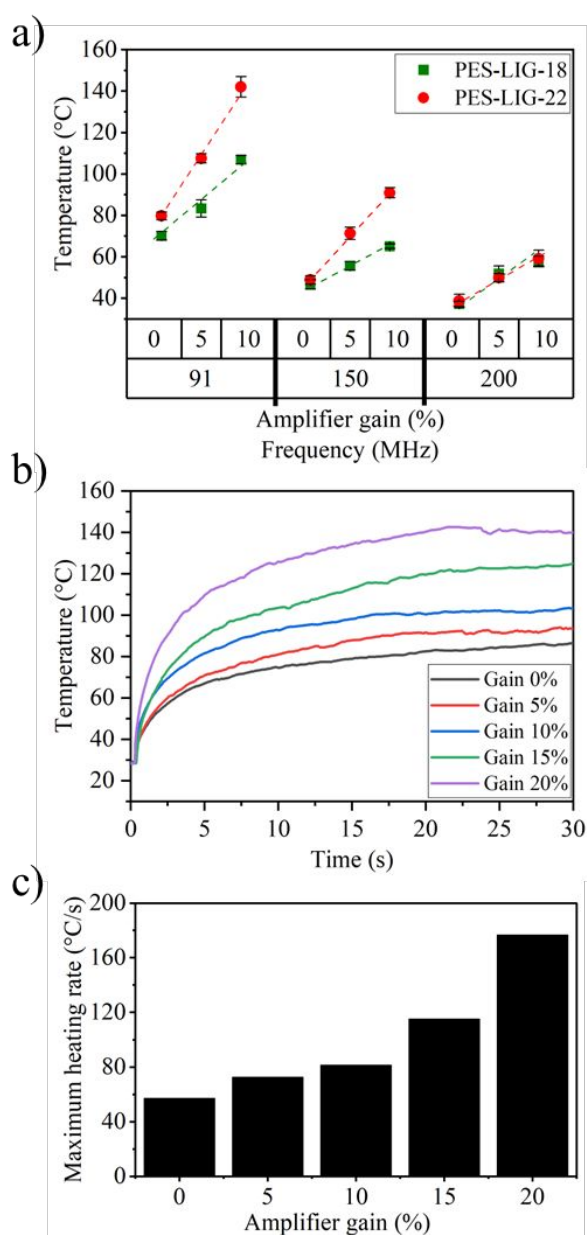 a)
160
140
120
100
80
60
40
Temperature (°C)
PES-LIG-18
PES-LIG-22
0 5 10 0 5 10 0 5 10
91 150 200
Amplifier gain (%)
Frequency (MHz)
b)
160
140
120
100
80
60
40
20
Temperature (°C)
Gain 0%
Gain 5%
Gain 10%
Gain 15%
Gain 20%
0 5 10 15 20 25 30
Time (s)
c)
200
160
120
80
40
0
Maximum heating rate (°C/s)
0 5 10 15 20
Amplifier gain (%)